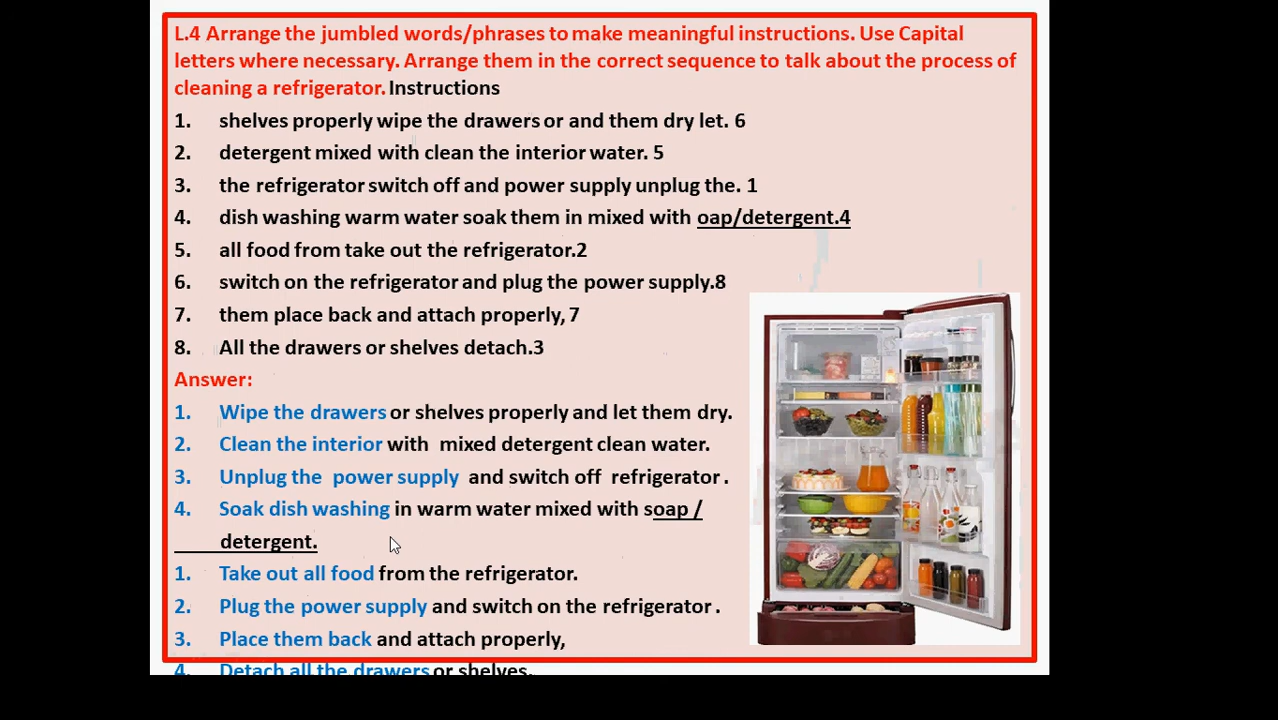 L.4 Arrange the jumbled words/phrases to make meaningful instructions. Use Capital
letters where necessary. Arrange them in the correct sequence to talk about the process of
cleaning a refrigerator. Instructions
1. shelves properly wipe the drawers or and them dry let. 6
2. detergent mixed with clean the interior water. 5
3. the refrigerator switch off and power supply unplug the. 1
4. dish washing warm water soak them in mixed with oap/detergent.4
5. all food from take out the refrigerator.2
6. switch on the refrigerator and plug the power supply.8
7. them place back and attach properly, 7
8. All the drawers or shelves detach.3
Answer:
1. Wipe the drawers or shelves properly and let them dry.
2. Clean the interior with mixed detergent clean water.
3. Unplug the power supply and switch off refrigerator .
4. Soak dish washing in warm water mixed with soap /
detergent.
1. Take out all food from the refrigerator.
2. Plug the power supply and switch on the refrigerator .
3. Place them back and attach properly,
4. Detach all the drawers or shelves.